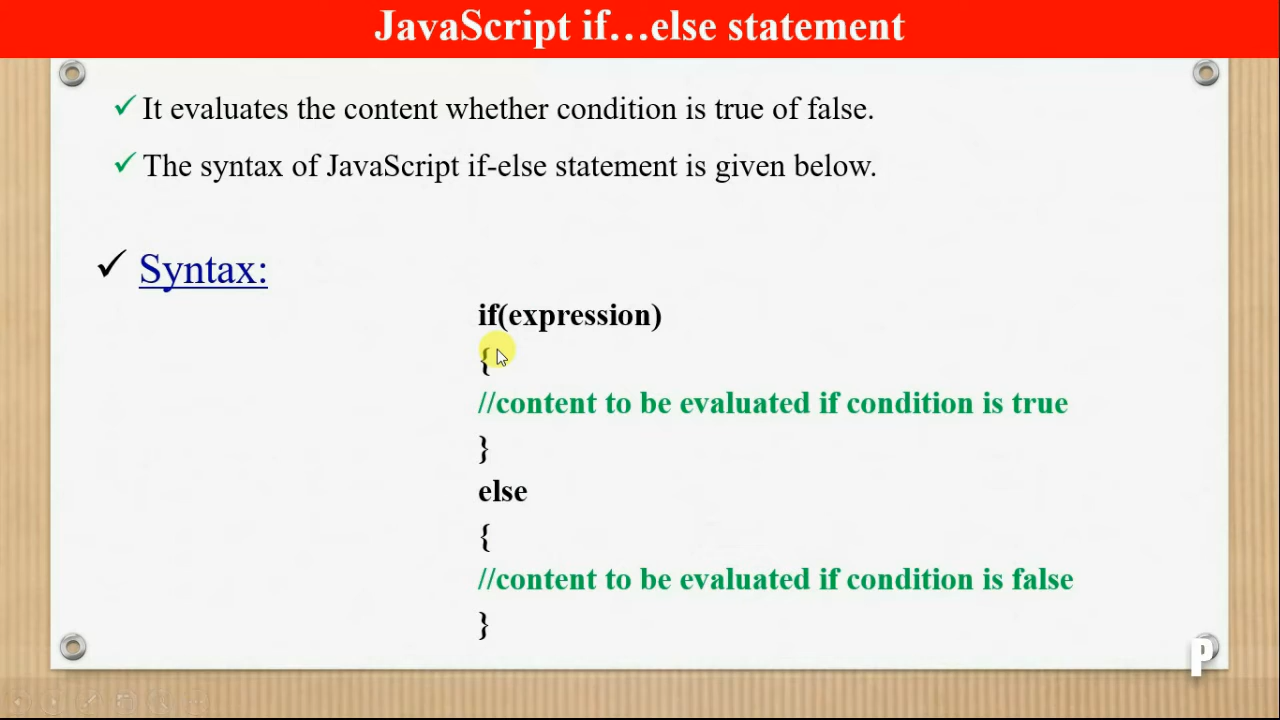 JavaScript if...else statement
It evaluates the content whether condition is true of false.
The syntax of JavaScript if-else statement is given below.
Syntax:
if(expression)
{
//content to be evaluated if condition is true
}
else
{
//content to be evaluated if condition is false
}
P